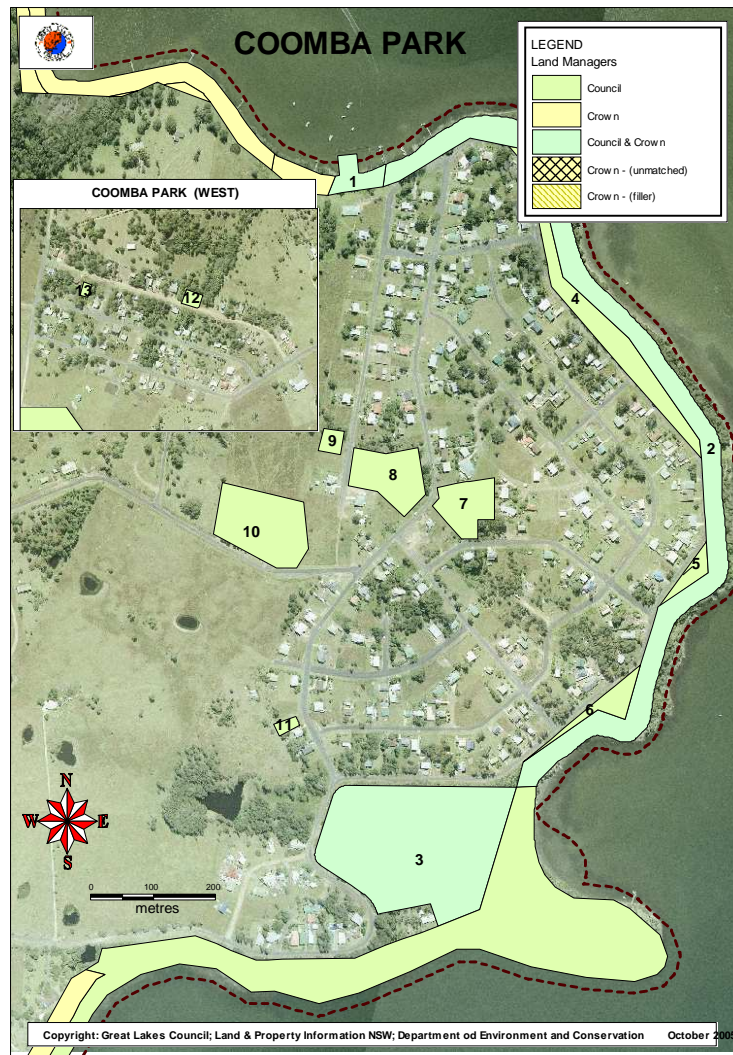 COOMBA PARK
LEGEND
Land Managers
Council
Crown
Council & Crown
Crown - (unmatched)
Crown - (filler)
1
COOMBA PARK (WEST)
13
12
4
2
9
8
7
10
5
6
11
N
W E
S
3
0 100 200
metres
Copyright: Great Lakes Council; Land & Property Information NSW; Department od Environment and Conservation October 2005